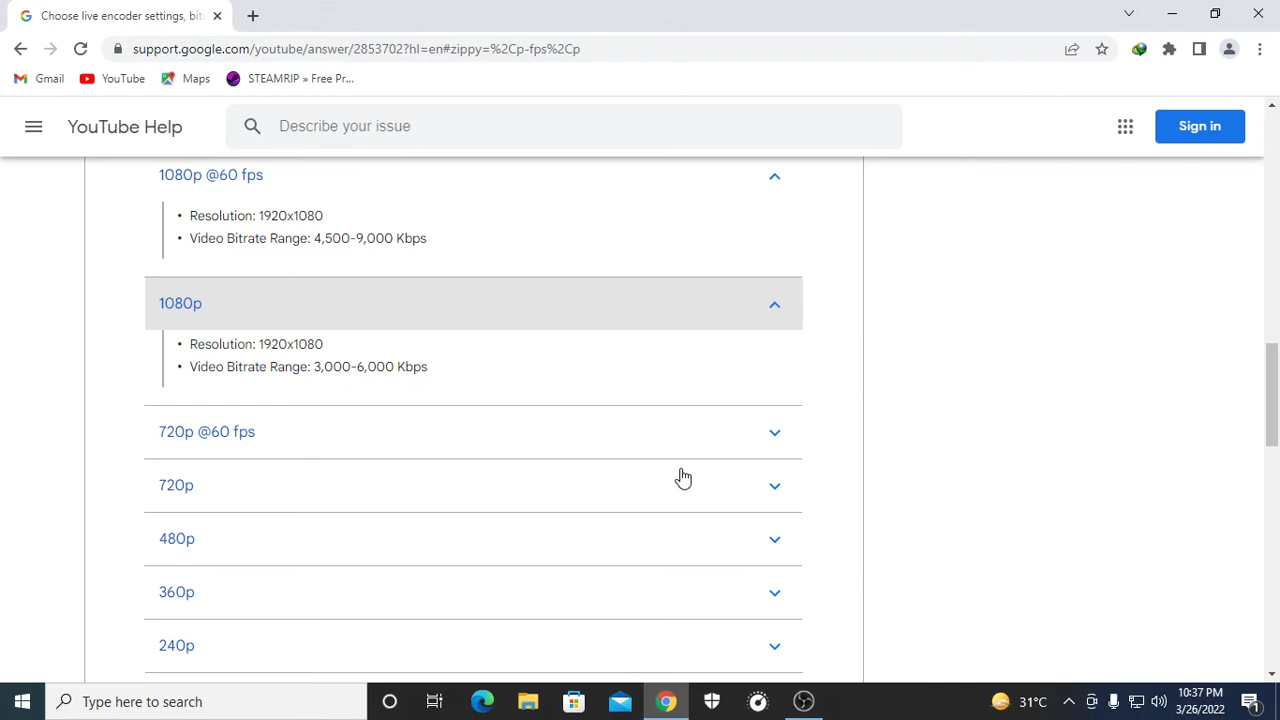 Choose live encoder settings, bit
support.google.com/youtube/answer/2853702?hl=en#zippy=%2Cp-fps%2Cp
Gmail YouTube Maps STEAMRIP » Free Pr...
YouTube Help Describe your issue Sign in
1080p @60 fps
• Resolution: 1920x1080
• Video Bitrate Range: 4,500-9,000 Kbps
1080p
• Resolution: 1920x1080
• Video Bitrate Range: 3,000-6,000 Kbps
720p @60 fps
720p
480p
360p
240p
Type here to search 31°C 10:37 PM
3/26/2022 1